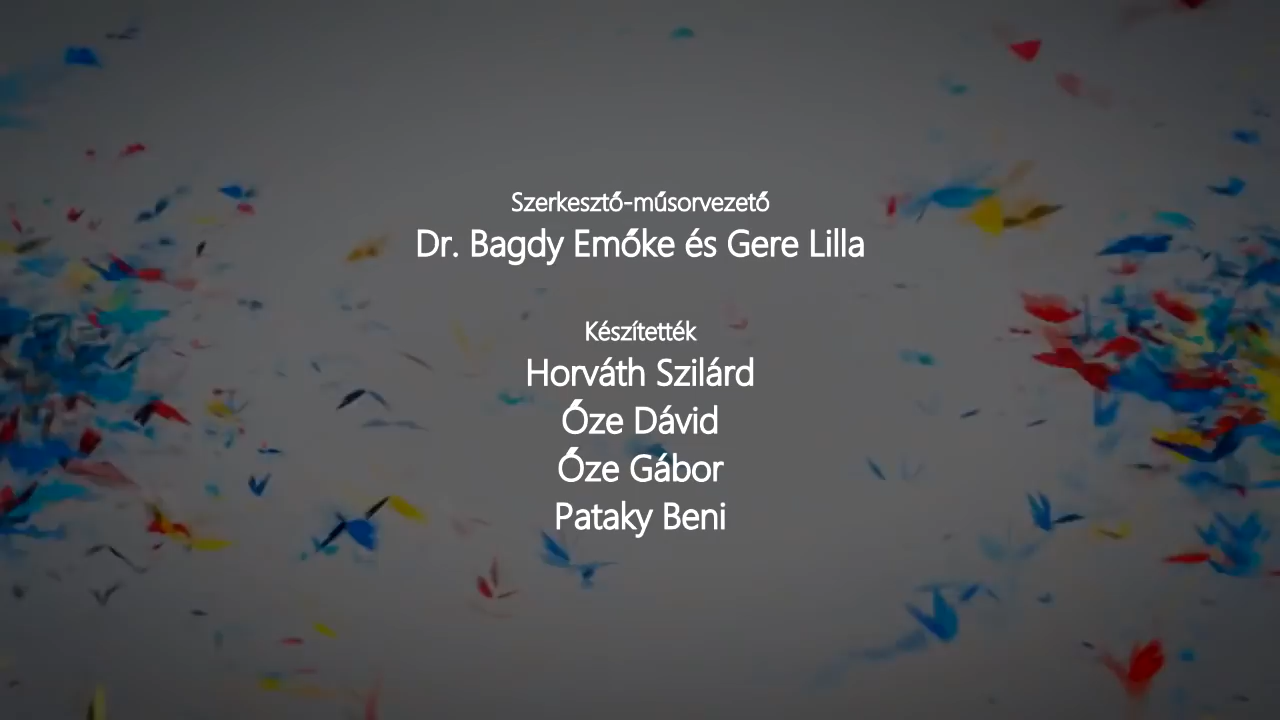 Szerkesztő-műsorvezető
Dr. Bagdy Emőke és Gere Lilla
Készítették
Horváth Szilárd
Őze Dávid
Őze Gábor
Pataky Beni